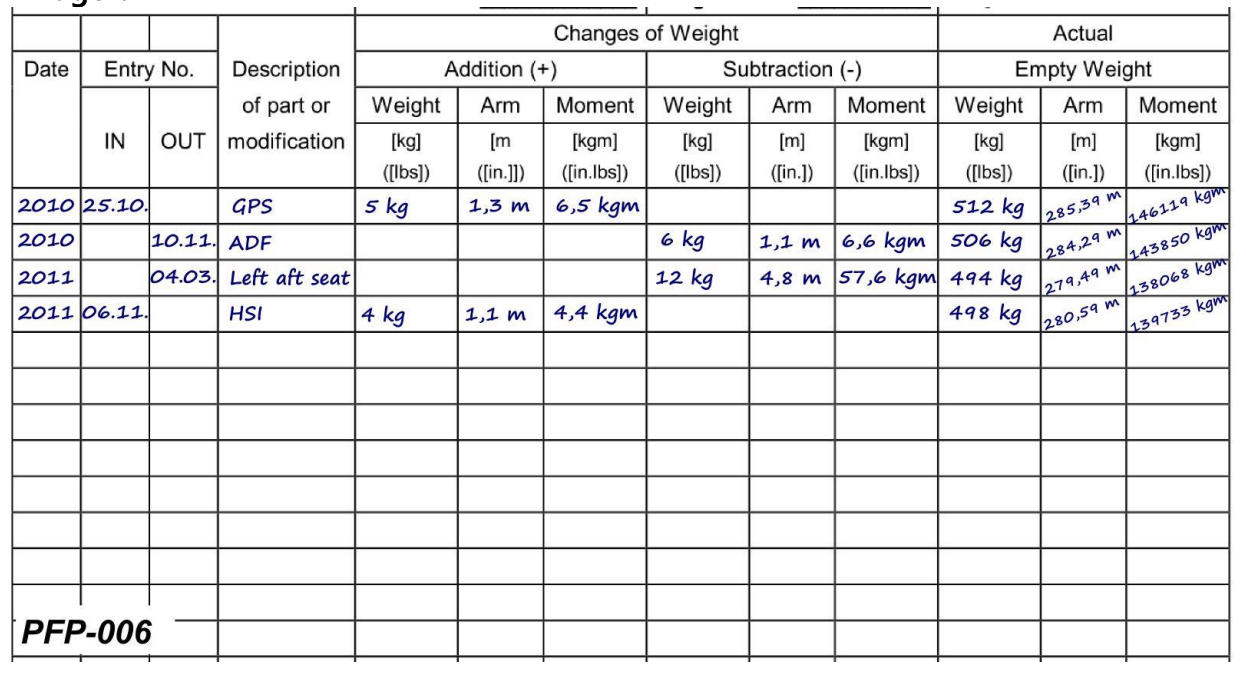 Changes of Weight Actual
Date Entry No. Description Addition (+) Subtraction (-) Empty Weight
of part or Weight Arm Moment Weight Arm Moment Weight Arm Moment
IN OUT modification [kg] [m [kgm] [kg] [m] [kgm] [kg] [m] [kgm]
([lbs]) ([in.]]) ([in.lbs]) ([lbs]) ([in.]) ([in.lbs]) ([lbs]) ([in.]) ([in.lbs])
2010 25.10. GPS 5 kg 1,3 m 6,5 kgm 512 kg 285,39 m 146119 kgm
2010 10.11. ADF 6 kg 1,1 m 6,6 kgm 506 kg 284,29 m 143850 kgm
2011 04.03. Left aft seat 12 kg 4,8 m 57,6 kgm 494 kg 279,49 m 138068 kgm
2011 06.11. HSI 4 kg 1,1 m 4,4 kgm 498 kg 280,59 m 139733 kgm
PFP-006